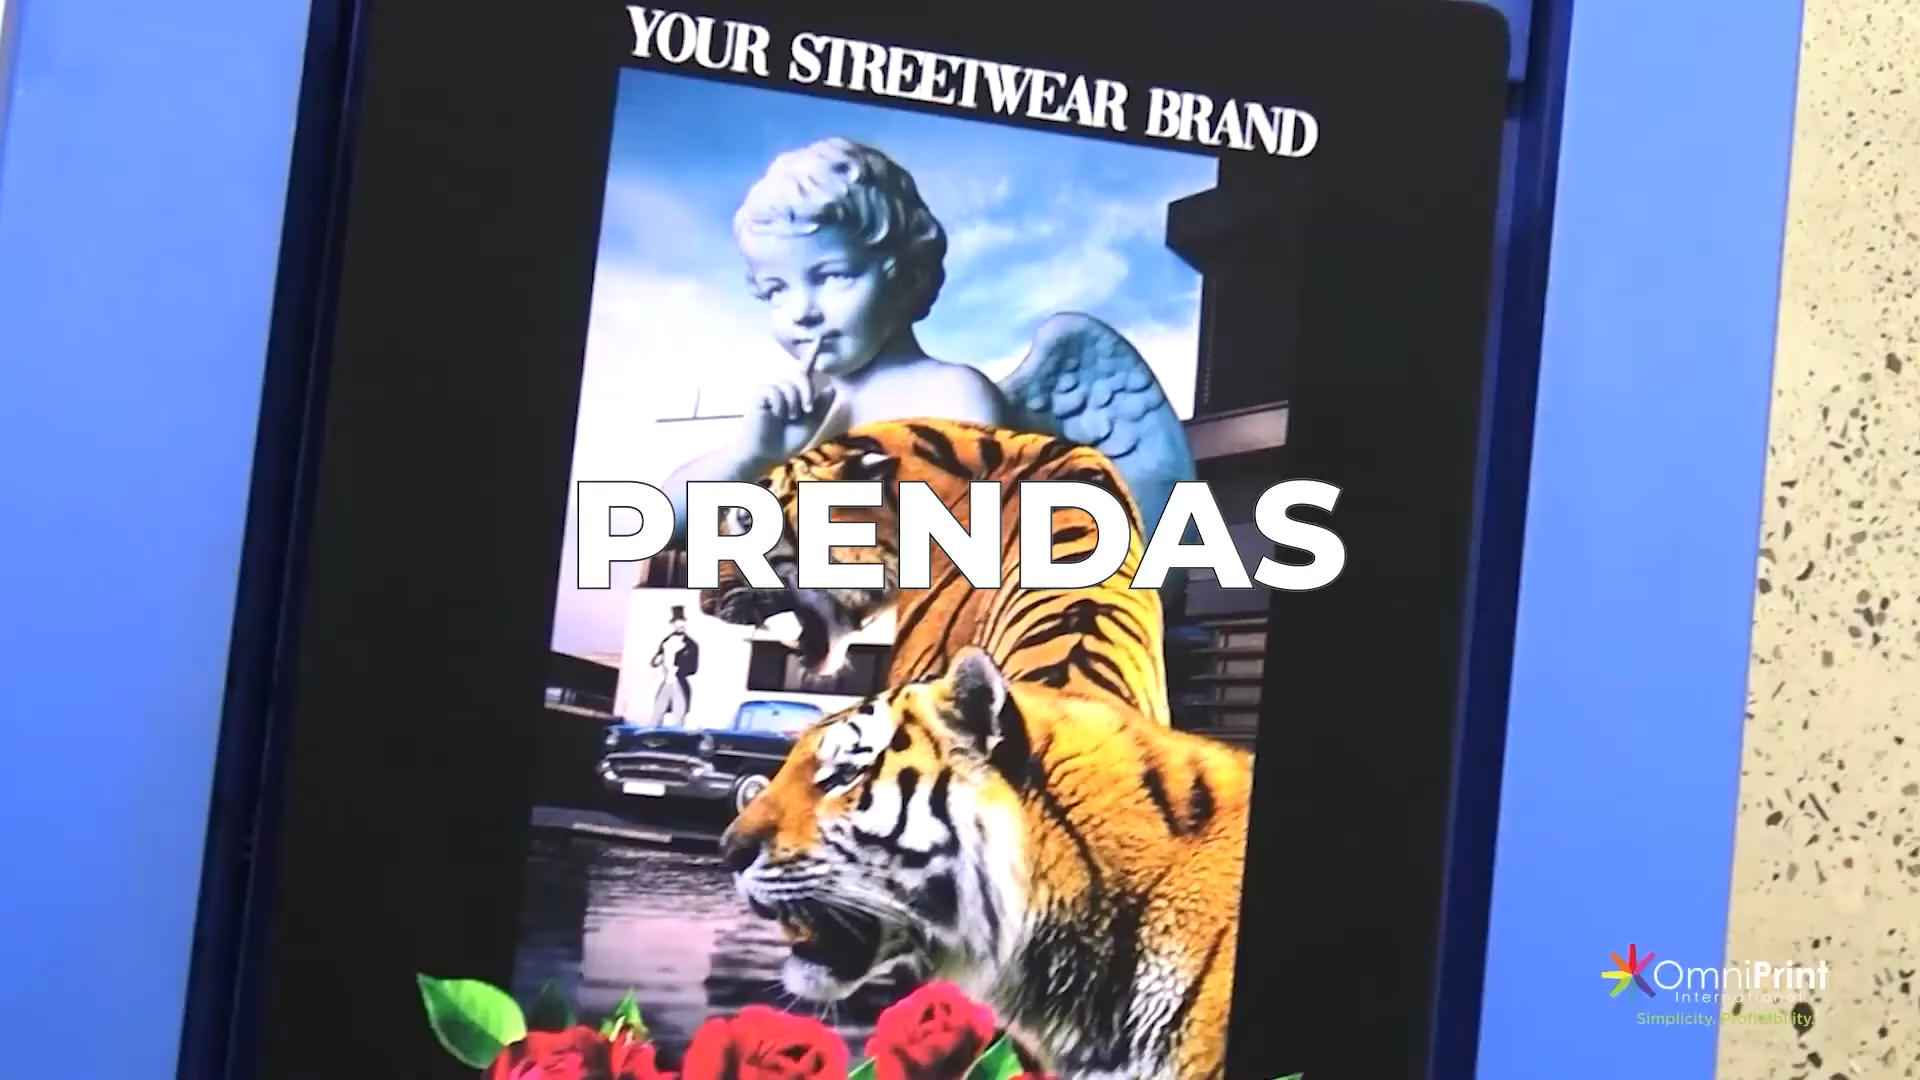 YOUR STREETWEAR BRAND
PRENDAS
OmniPrint
International
Simplicity. Profitability.